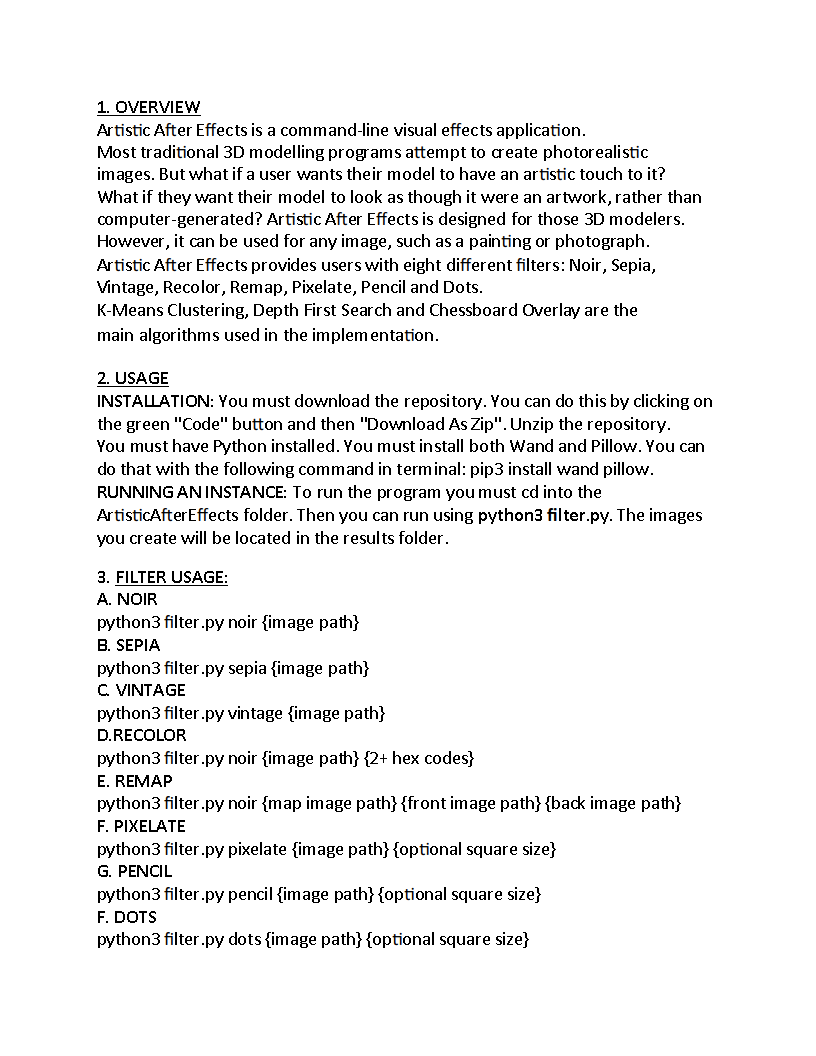 1. OVERVIEW
Artistic After Effects is a command-line visual effects application.
Most traditional 3D modelling programs attempt to create photorealistic
images. But what if a user wants their model to have an artistic touch to it?
What if they want their model to look as though it were an artwork, rather than
computer-generated? Artistic After Effects is designed for those 3D modelers.
However, it can be used for any image, such as a painting or photograph.
Artistic After Effects provides users with eight different filters: Noir, Sepia,
Vintage, Recolor, Remap, Pixelate, Pencil and Dots.
K-Means Clustering, Depth First Search and Chessboard Overlay are the
main algorithms used in the implementation.
2. USAGE
INSTALLATION: You must download the repository. You can do this by clicking on
the green "Code" button and then "Download As Zip". Unzip the repository.
You must have Python installed. You must install both Wand and Pillow. You can
do that with the following command in terminal: pip3 install wand pillow.
RUNNING AN INSTANCE: To run the program you must cd into the
ArtisticAfterEffects folder. Then you can run using python3 filter.py. The images
you create will be located in the results folder.
3. FILTER USAGE:
A. NOIR
python3 filter.py noir {image path}
B. SEPIA
python3 filter.py sepia {image path}
C. VINTAGE
python3 filter.py vintage {image path}
D.RECOLOR
python3 filter.py noir {image path} {2+ hex codes}
E. REMAP
python3 filter.py noir {map image path} {front image path} {back image path}
F. PIXELATE
python3 filter.py pixelate {image path} {optional square size}
G. PENCIL
python3 filter.py pencil {image path} {optional square size}
F. DOTS
python3 filter.py dots {image path} {optional square size}